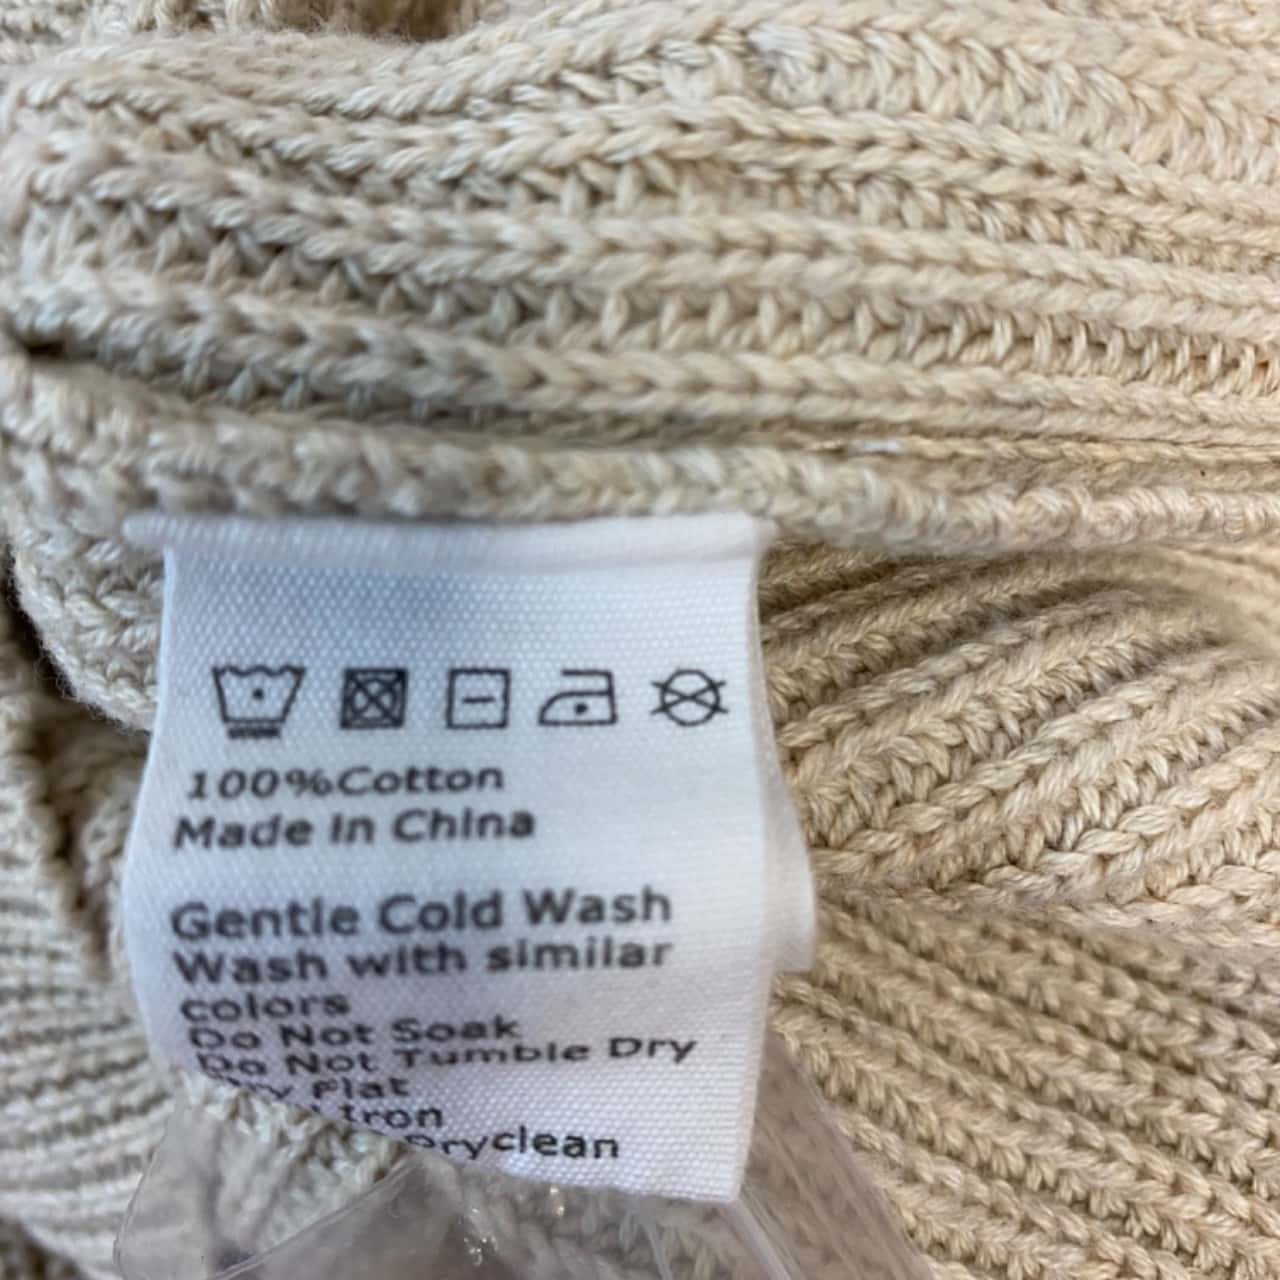 100%Cotton
Made In China
Gentle Cold Wash
Wash with similar
colors
Do Not Soak
Do Not Tumble Dry
Flat
Iron
Dryclean